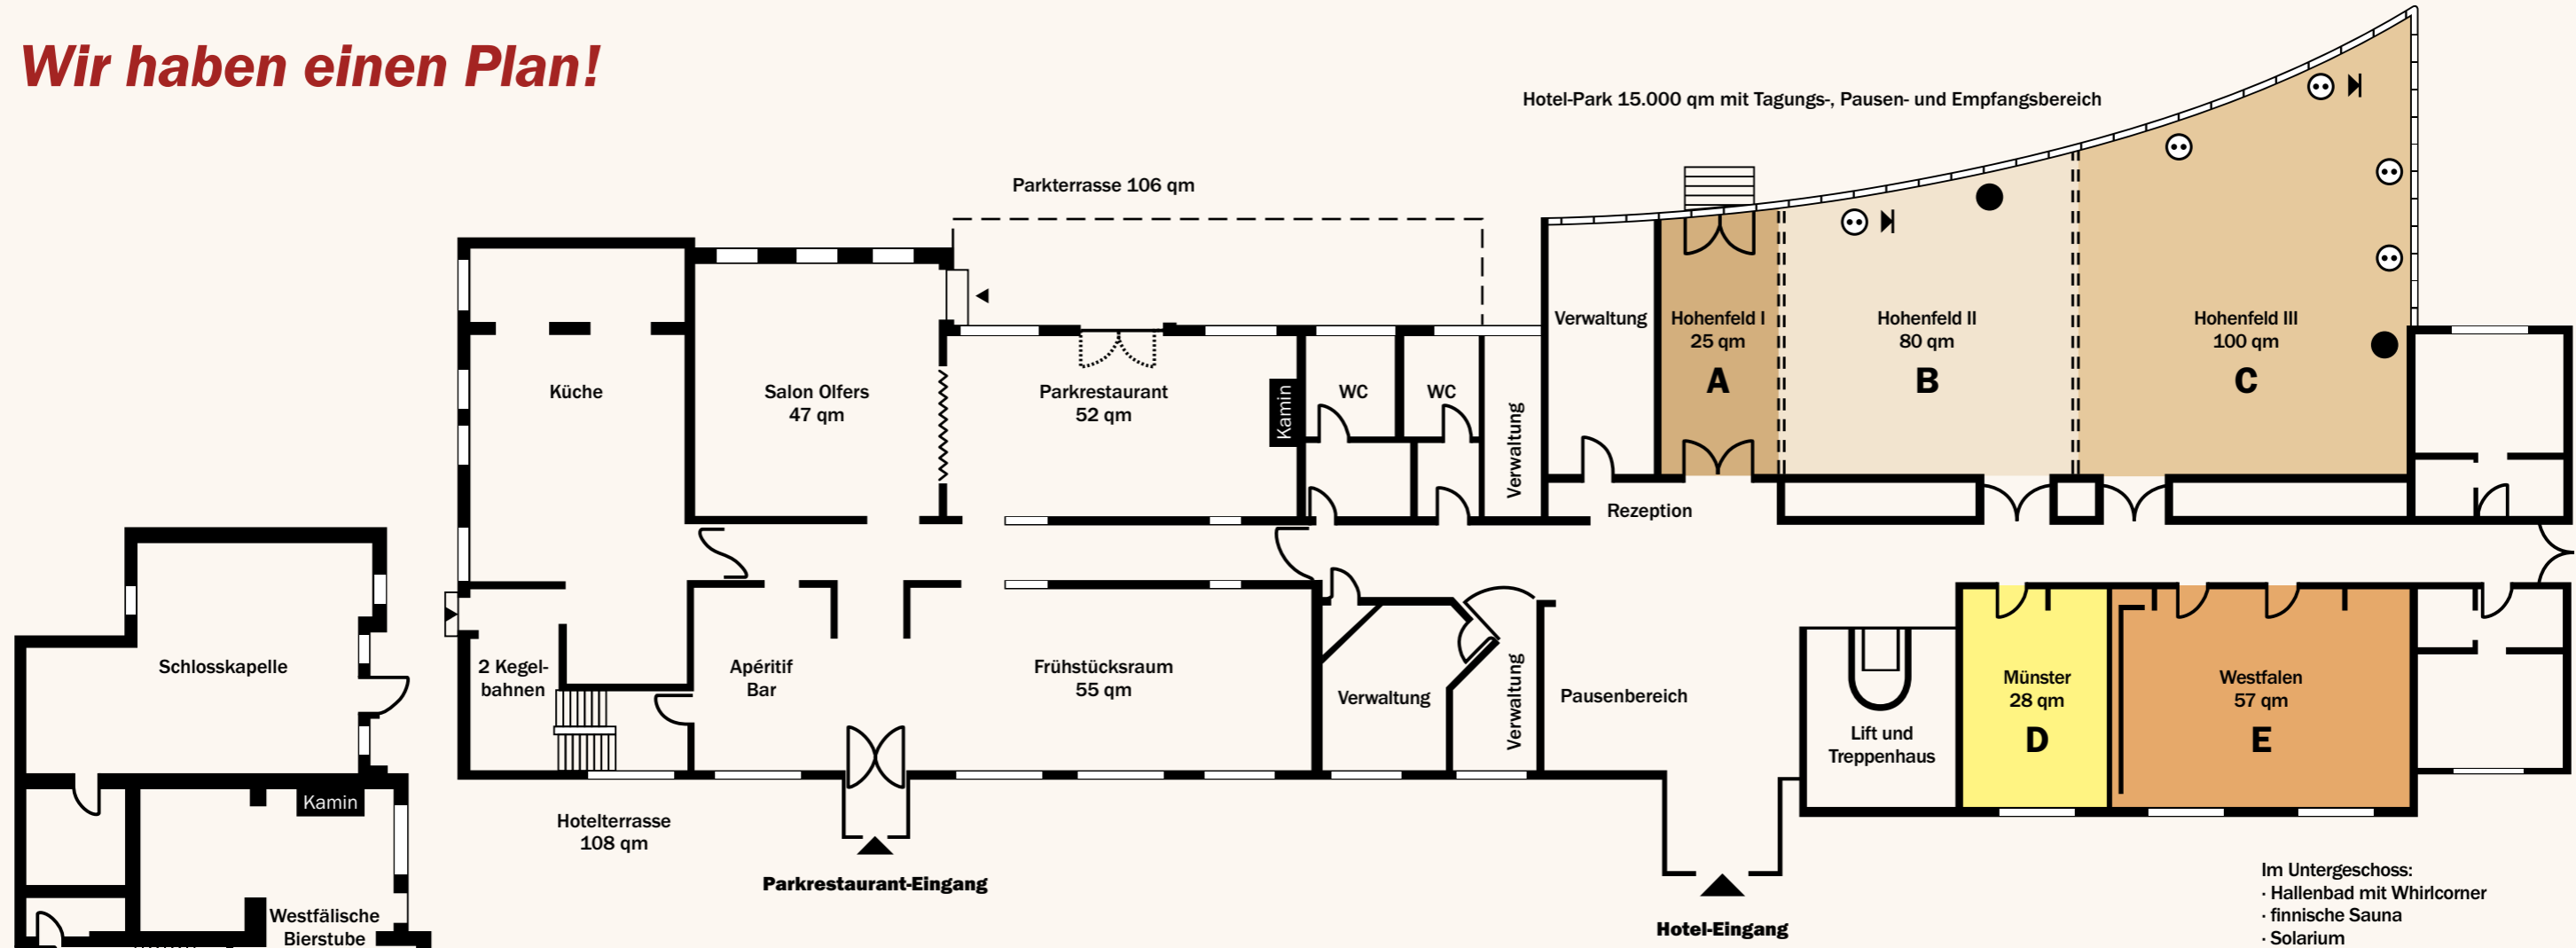 Wir haben einen Plan!
Hotel-Park 15.000 qm mit Tagungs-, Pausen- und Empfangsbereich
Parkterrasse 106 qm
Küche
Salon Olfers
47 qm
Parkrestaurant
52 qm
Kamin
WC
WC
Verwaltung
Verwaltung
Hohenfeld I
25 qm
A
Hohenfeld II
80 qm
B
Hohenfeld III
100 qm
C
Rezeption
Schlosskapelle
2 Kegel-
bahnen
Apéritif
Bar
Frühstücksraum
55 qm
Verwaltung
Verwaltung
Pausenbereich
Lift und
Treppenhaus
Münster
28 qm
D
Westfalen
57 qm
E
Kamin
Westfälische
Bierstube
Hotelterrasse
108 qm
Parkrestaurant-Eingang
Hotel-Eingang
Im Untergeschoss:
· Hallenbad mit Whirlcorner
· finnische Sauna
· Solarium